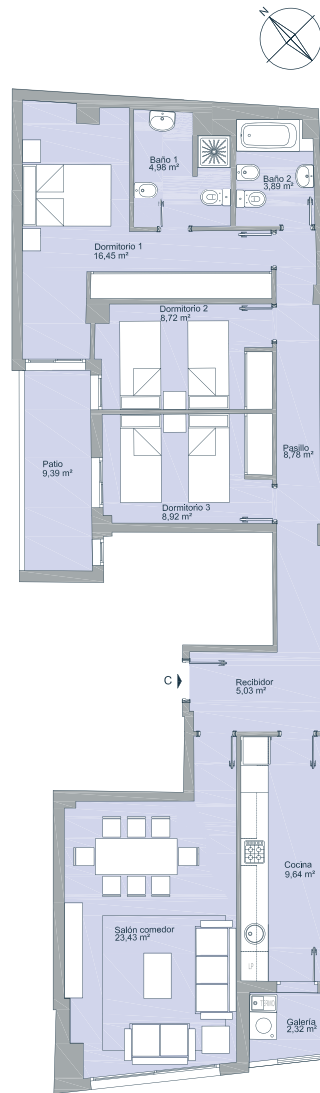 N
Baño 1
4,98 m²
Baño 2
3,89 m²
Dormitorio 1
16,45 m²
Dormitorio 2
8,72 m²
Pasillo
8,78 m²
Patio
9,39 m²
Dormitorio 3
8,92 m²
C
Recibidor
5,03 m²
Cocina
9,64 m²
Salón comedor
23,43 m²
Galería
2,32 m²